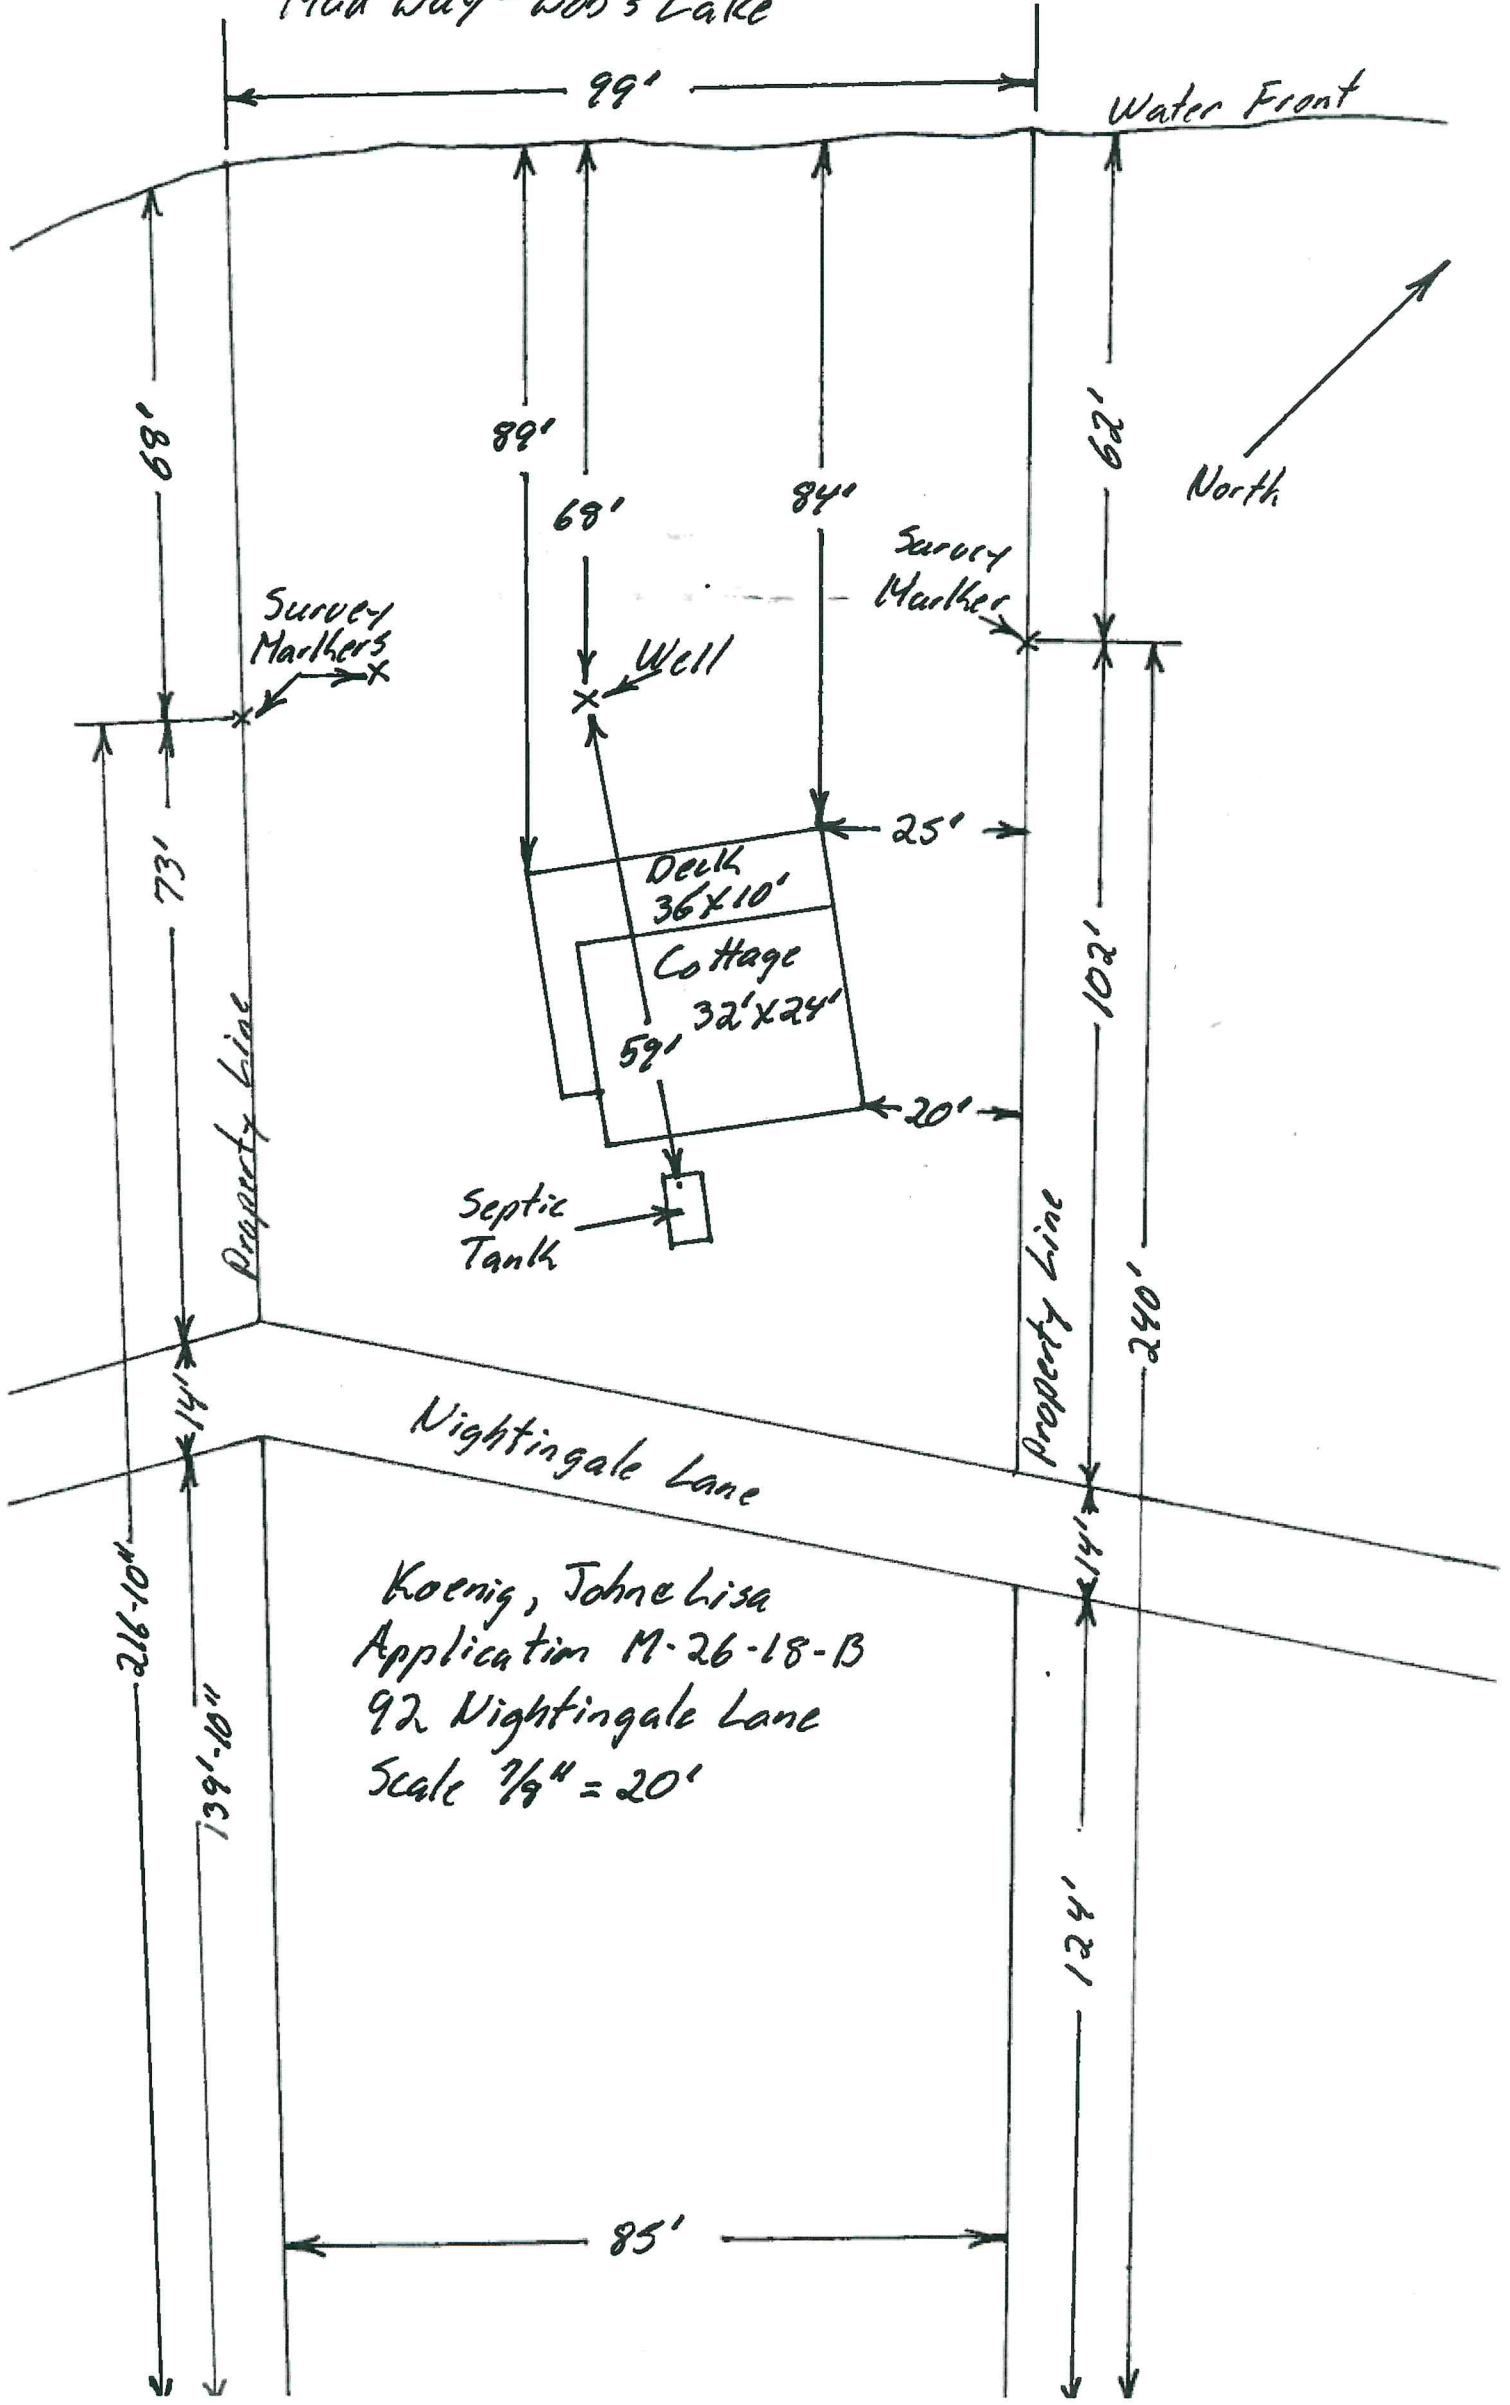 Lake
99'
Water Front
89'
68'
84'
68'
62'
North
Survey
Marker
Survey
Markers
Well
25'
73'
Deck
36'X10'
Cottage
32'X24'
102'
59'
20'
Property Line
Septic
Tank
Property Line
240'
14'
Nightingale Lane
14'
216-10"
139'-10"
Koenig, John & Lisa
Application M-26-18-B
92 Nightingale Lane
Scale 7/8" = 20'
124'
85'